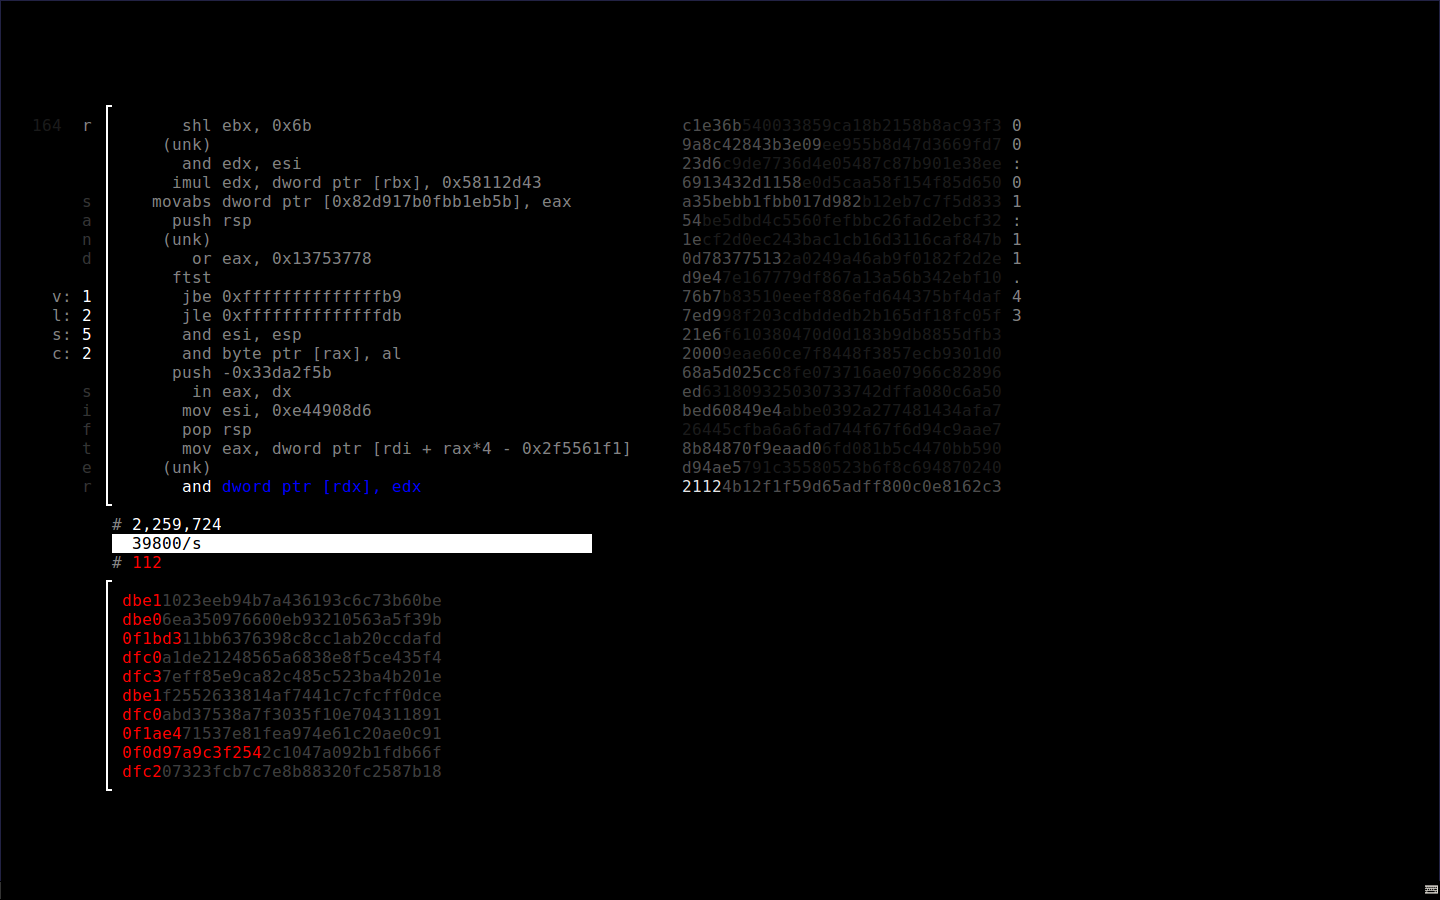 164 r shl ebx, 0x6b c1e36b540033859ca18b2158b8ac93f3 0
(unk) 9a8c42843b3e09ee955b8d47d3669fd7 0
and edx, esi 23d6c9de7736d4e05487c87b901e38ee :
imul edx, dword ptr [rbx], 0x58112d43 6913432d1158e0d5caa58f154f85d650 0
s movabs dword ptr [0x82d917b0fbb1eb5b], eax a35bebb1fbb017d982b12eb7c7f5d833 1
a push rsp 54be5dbd4c5560fefbbc26fad2ebcf32 :
n (unk) 1ecf2d0ec243bac1cb16d3116caf847b 1
d or eax, 0x13753778 0d783775132a0249a46ab9f0182f2d2e 1
ftst d9e47e167779df867a13a56b342ebf10 .
v: 1 jbe 0xffffffffffffffb9 76b7b83510eeef886efd644375bf4daf 4
l: 2 jle 0xffffffffffffffdb 7ed998f203cdbddedb2b165df18fc05f 3
s: 5 and esi, esp 21e6f610380470d0d183b9db8855dfb3
c: 2 and byte ptr [rax], al 20009eae60ce7f8448f3857ecb9301d0
push -0x33da2f5b 68a5d025cc8fe073716ae07966c82896
s in eax, dx ed631809325030733742dffa080c6a50
i mov esi, 0xe44908d6 bed60849e4abbe0392a277481434afa7
f pop rsp 26445cfba6a6fad744f67f6d94c9aae7
t mov eax, dword ptr [rdi + rax*4 - 0x2f5561f1] 8b84870f9eaad06fd081b5c4470bb590
e (unk) d94ae5791c35580523b6f8c694870240
r and dword ptr [rdx], edx 21124b12f1f59d65adff800c0e8162c3
# 2,259,724
39800/s
# 112
dbe11023eeb94b7a436193c6c73b60be
dbe06ea350976600eb93210563a5f39b
0f1bd311bb6376398c8cc1ab20ccdafd
dfc0a1de21248565a6838e8f5ce435f4
dfc37eff85e9ca82c485c523ba4b201e
dbe1f2552633814af7441c7cfcff0dce
dfc0abd37538a7f3035f10e704311891
0f1ae471537e81fea974e61c20ae0c91
0f0d97a9c3f2542c1047a092b1fdb66f
dfc207323fcb7c7e8b88320fc2587b18